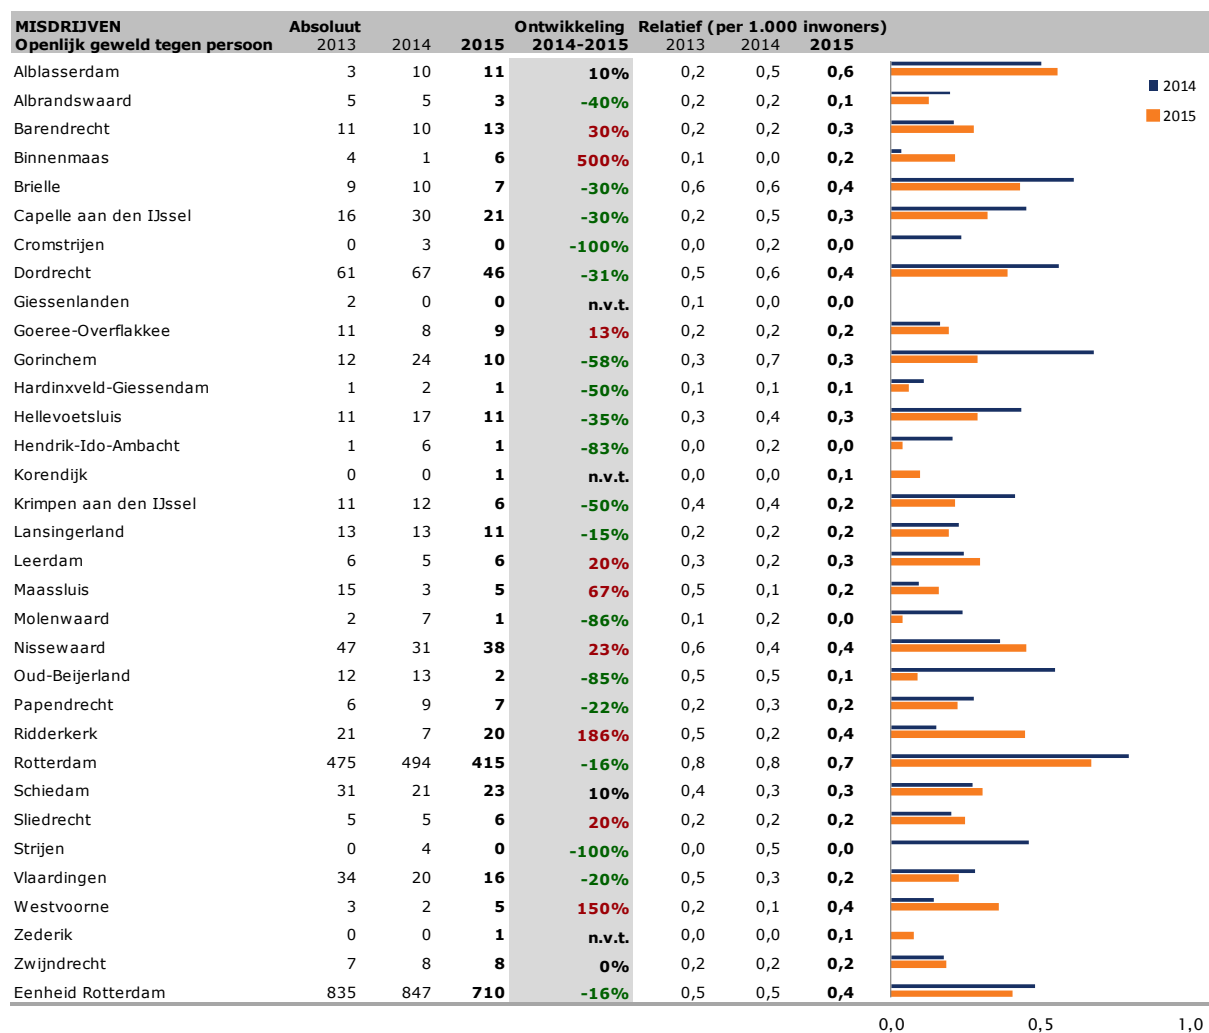 MISDRIJVEN Absoluut Ontwikkeling Relatief (per 1.000 inwoners)
Openlijk geweld tegen persoon 2013 2014 2015 2014-2015 2013 2014 2015
Alblasserdam 3 10 11 10% 0,2 0,5 0,6
2014
Albrandswaard 5 5 3 -40% 0,2 0,2 0,1
2015
Barendrecht 11 10 13 30% 0,2 0,2 0,3
Binnenmaas 4 1 6 500% 0,1 0,0 0,2
Brielle 9 10 7 -30% 0,6 0,6 0,4
Capelle aan den IJssel 16 30 21 -30% 0,2 0,5 0,3
Cromstrijen 0 3 0 -100% 0,0 0,2 0,0
Dordrecht 61 67 46 -31% 0,5 0,6 0,4
Giessenlanden 2 0 0 n.v.t. 0,1 0,0 0,0
Goeree-Overflakkee 11 8 9 13% 0,2 0,2 0,2
Gorinchem 12 24 10 -58% 0,3 0,7 0,3
Hardinxveld-Giessendam 1 2 1 -50% 0,1 0,1 0,1
Hellevoetsluis 11 17 11 -35% 0,3 0,4 0,3
Hendrik-Ido-Ambacht 1 6 1 -83% 0,0 0,2 0,0
Korendijk 0 0 1 n.v.t. 0,0 0,0 0,1
Krimpen aan den IJssel 11 12 6 -50% 0,4 0,4 0,2
Lansingerland 13 13 11 -15% 0,2 0,2 0,2
Leerdam 6 5 6 20% 0,3 0,2 0,3
Maassluis 15 3 5 67% 0,5 0,1 0,2
Molenwaard 2 7 1 -86% 0,1 0,2 0,0
Nissewaard 47 31 38 23% 0,6 0,4 0,4
Oud-Beijerland 12 13 2 -85% 0,5 0,5 0,1
Papendrecht 6 9 7 -22% 0,2 0,3 0,2
Ridderkerk 21 7 20 186% 0,5 0,2 0,4
Rotterdam 475 494 415 -16% 0,8 0,8 0,7
Schiedam 31 21 23 10% 0,4 0,3 0,3
Sliedrecht 5 5 6 20% 0,2 0,2 0,2
Strijen 0 4 0 -100% 0,0 0,5 0,0
Vlaardingen 34 20 16 -20% 0,5 0,3 0,2
Westvoorne 3 2 5 150% 0,2 0,1 0,4
Zederik 0 0 1 n.v.t. 0,0 0,0 0,1
Zwijndrecht 7 8 8 0% 0,2 0,2 0,2
Eenheid Rotterdam 835 847 710 -16% 0,5 0,5 0,4
0,0 0,5 1,0